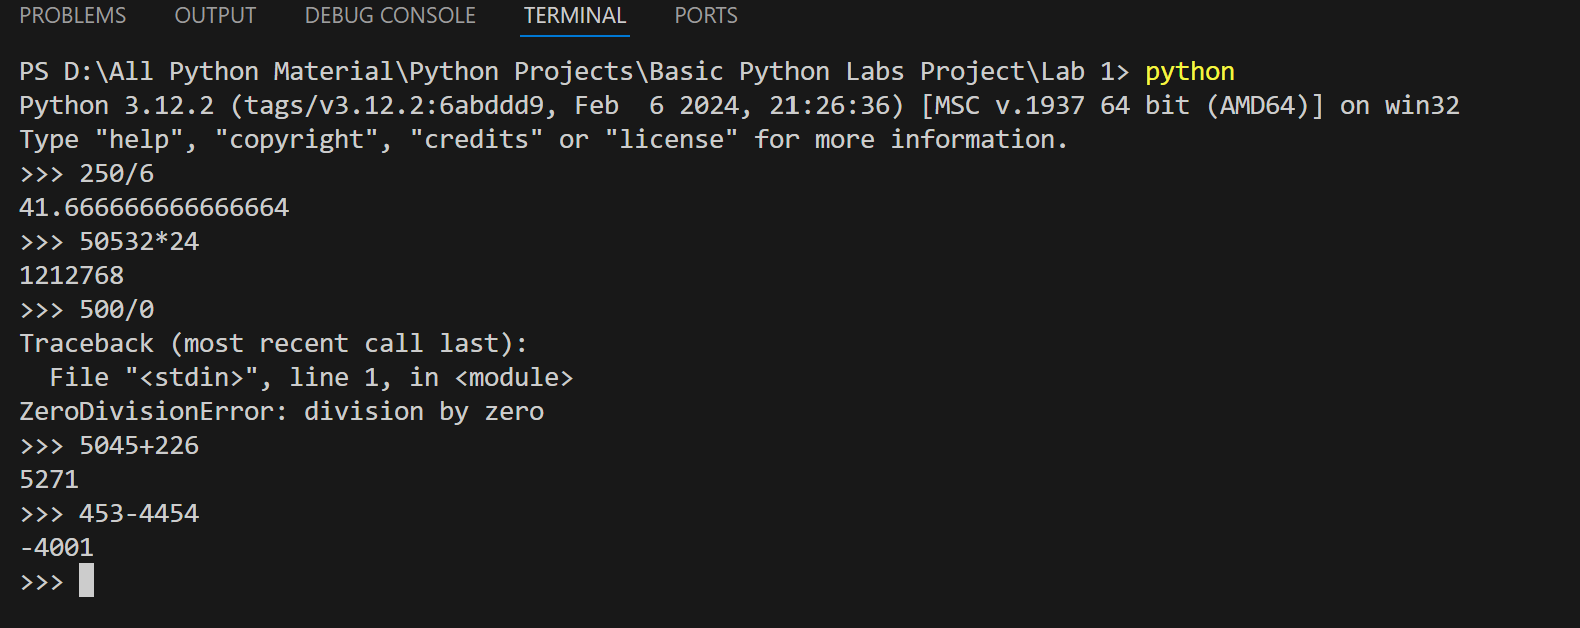 PROBLEMS OUTPUT DEBUG CONSOLE TERMINAL PORTS
PS D:\All Python Material\Python Projects\Basic Python Labs Project\Lab 1> python
Python 3.12.2 (tags/v3.12.2:6abddd9, Feb  6 2024, 21:26:36) [MSC v.1937 64 bit (AMD64)] on win32
Type "help", "copyright", "credits" or "license" for more information.
>>> 250/6
41.666666666666664
>>> 50532*24
1212768
>>> 500/0
Traceback (most recent call last):
  File "<stdin>", line 1, in <module>
ZeroDivisionError: division by zero
>>> 5045+226
5271
>>> 453-4454
-4001
>>>